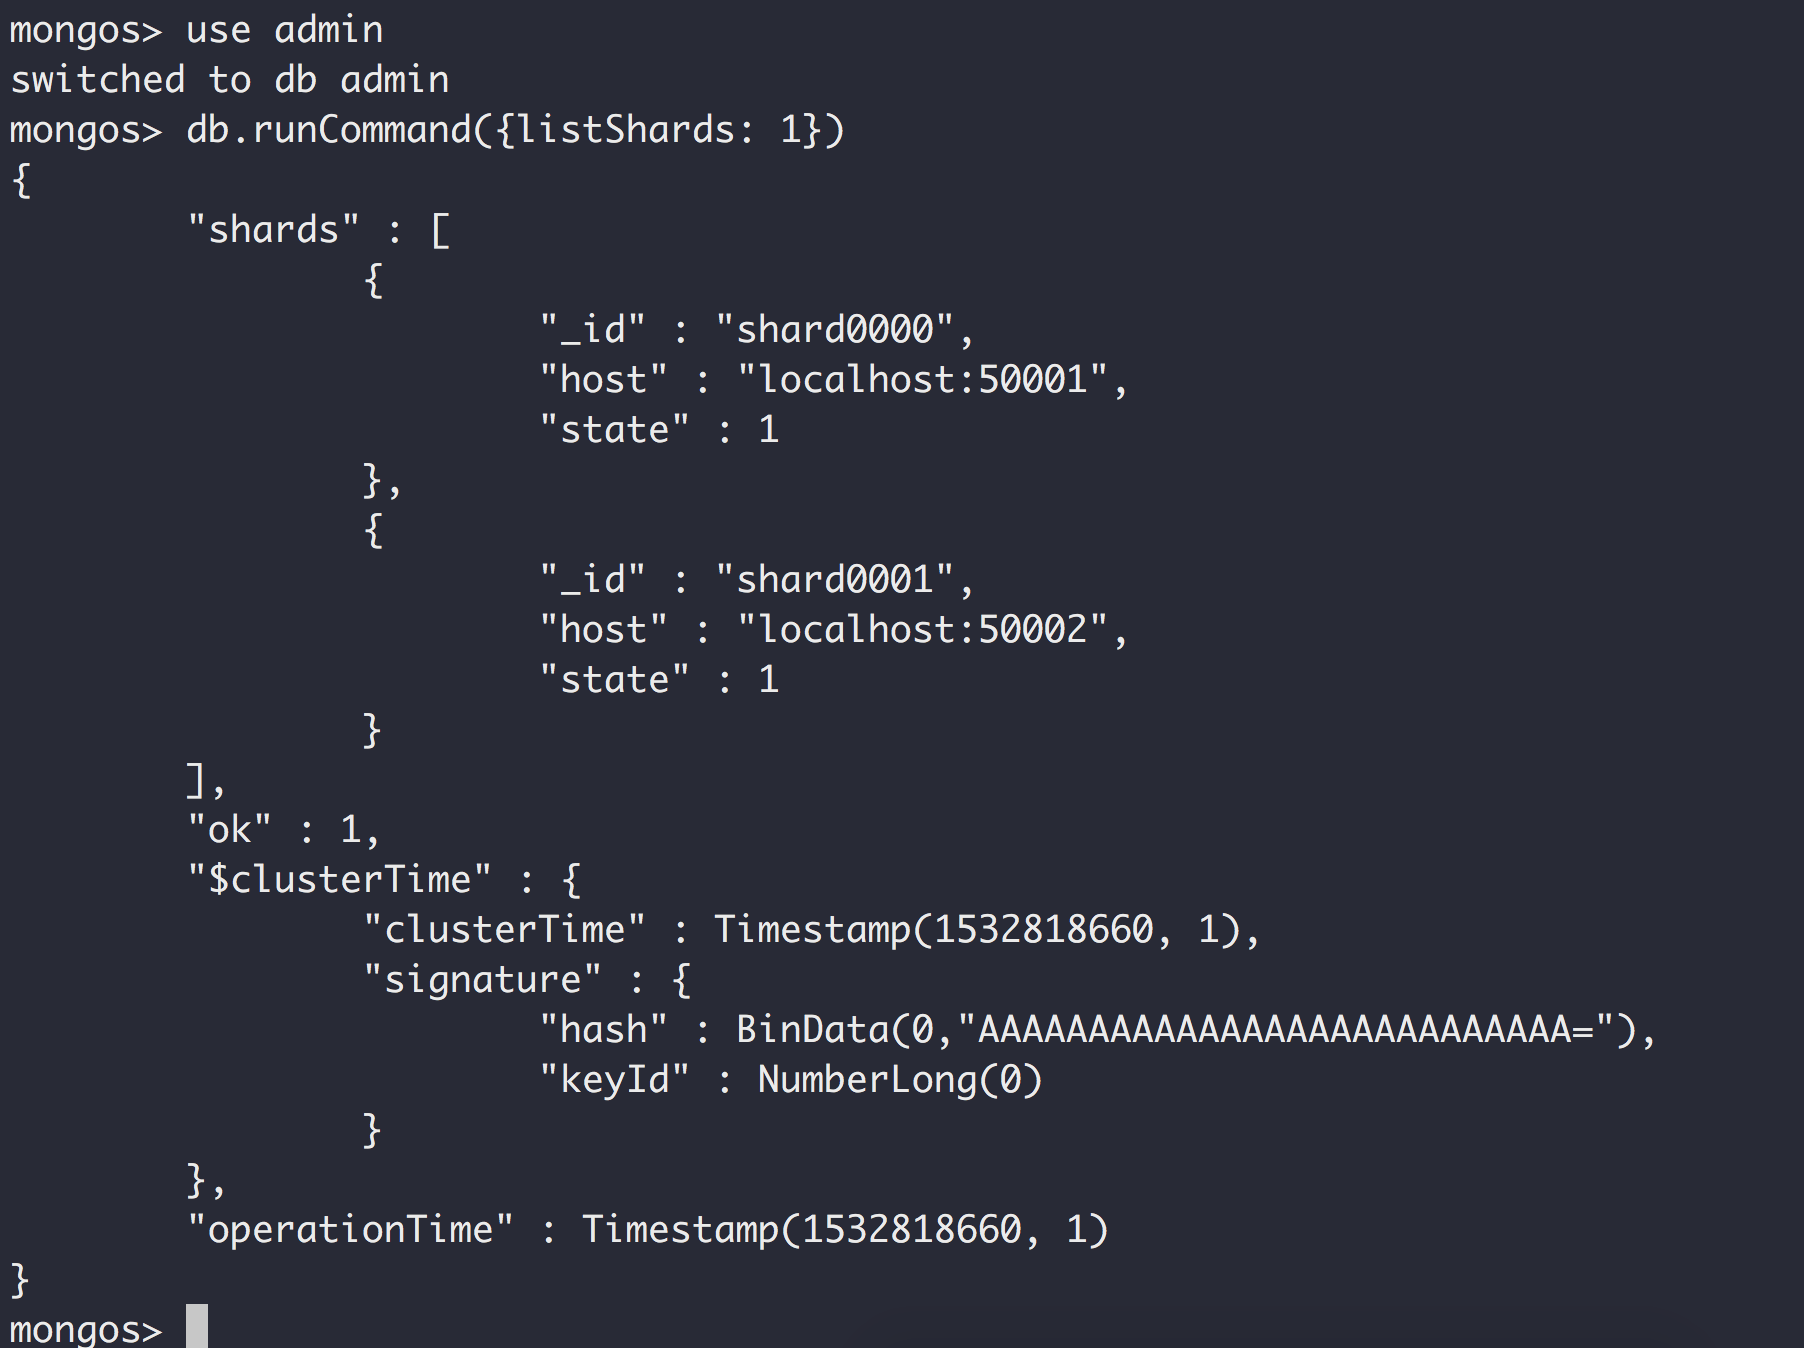 mongos> use admin
switched to db admin
mongos> db.runCommand({listShards: 1})
{
        "shards" : [
                {
                        "_id" : "shard0000",
                        "host" : "localhost:50001",
                        "state" : 1
                },
                {
                        "_id" : "shard0001",
                        "host" : "localhost:50002",
                        "state" : 1
                }
        ],
        "ok" : 1,
        "$clusterTime" : {
                "clusterTime" : Timestamp(1532818660, 1),
                "signature" : {
                        "hash" : BinData(0,"AAAAAAAAAAAAAAAAAAAAAAAAAAA="),
                        "keyId" : NumberLong(0)
                }
        },
        "operationTime" : Timestamp(1532818660, 1)
}
mongos>